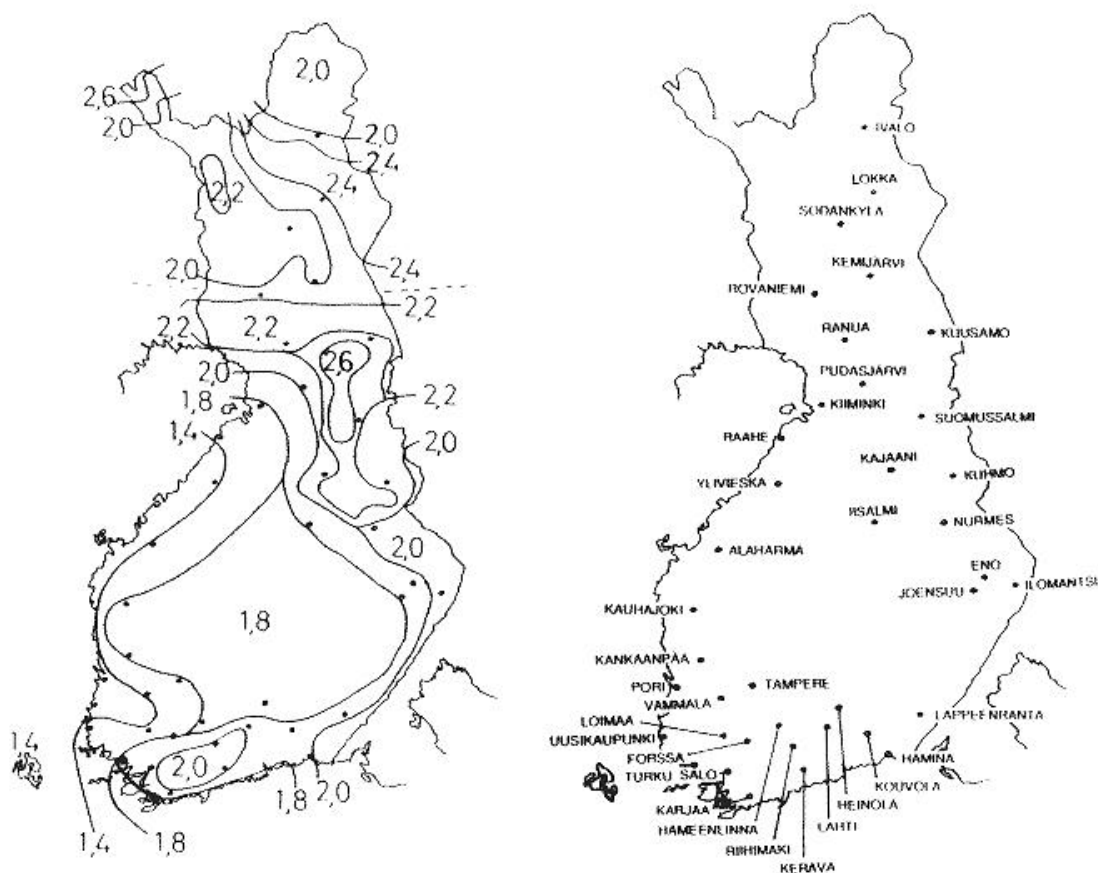 2,0
2,6
2,0
2,0
2,4
2,2
2,4
2,0
2,4
2,2
2,2
2,2
2,0
2,6
1,8
2,2
1,4
2,0
2,0
1,8
1,4
2,0
1,8
2,0
1,4
1,8
IVALO
LOKKA
SODANKYLA
KEMIJÄRVI
ROVANIEMI
RANUA
KUUSAMO
PUDASJÄRVI
KIIMINKI
SUOMUSSALMI
RAAHE
KAJAANI
YLIVIESKA
KUHMO
IISALMI
NURMES
ALAHARMA
ENO
JOENSUU
ILOMANTSI
KAUHAJOKI
KANKAANPÄÄ
PORI
TAMPERE
VAMMALA
LOIMAA
LAPPEENRANTA
UUSIKAUPUNKI
FORSSA
HAMINA
TURKU
SALO
KOUVOLA
KARJAA
HEINOLA
HAMEENLINNA
LAHTI
RIIHIMAKI
KERAVA